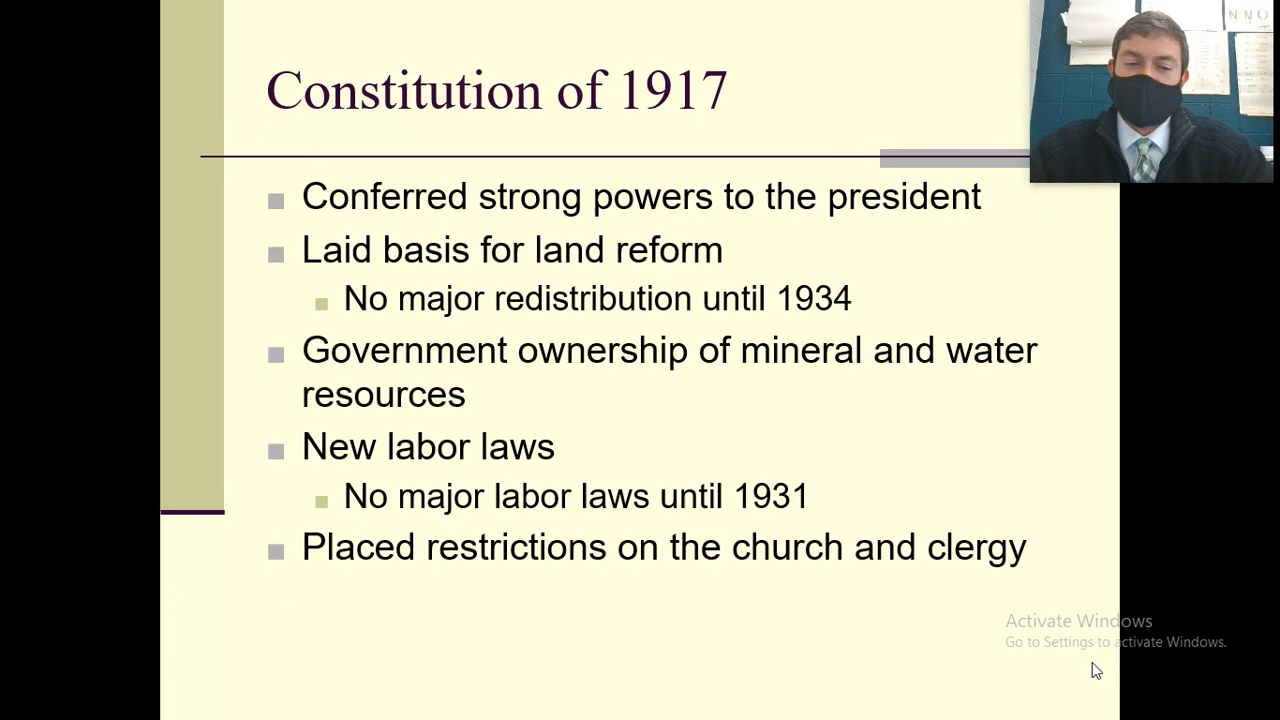 Constitution of 1917
Conferred strong powers to the president
Laid basis for land reform
No major redistribution until 1934
Government ownership of mineral and water
resources
New labor laws
No major labor laws until 1931
Placed restrictions on the church and clergy
Activate Windows
Go to Settings to activate Windows.